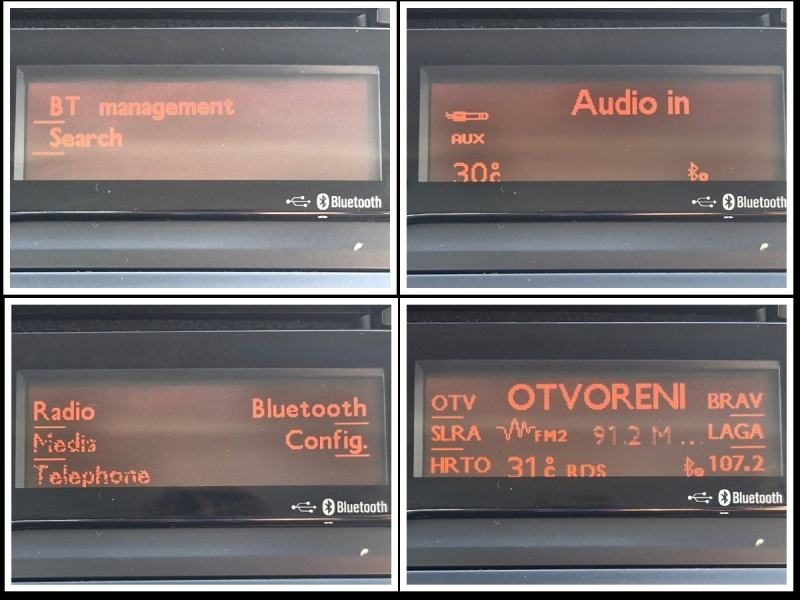 BT management
Search
Bluetooth
Audio in
AUX
30°C
Bluetooth
Radio Bluetooth
Media Config.
Telephone
Bluetooth
OTV OTVORENI BRAV
SLRA FM2 91.2 M... LAGA
HRTO 31°C RDS 107.2
Bluetooth